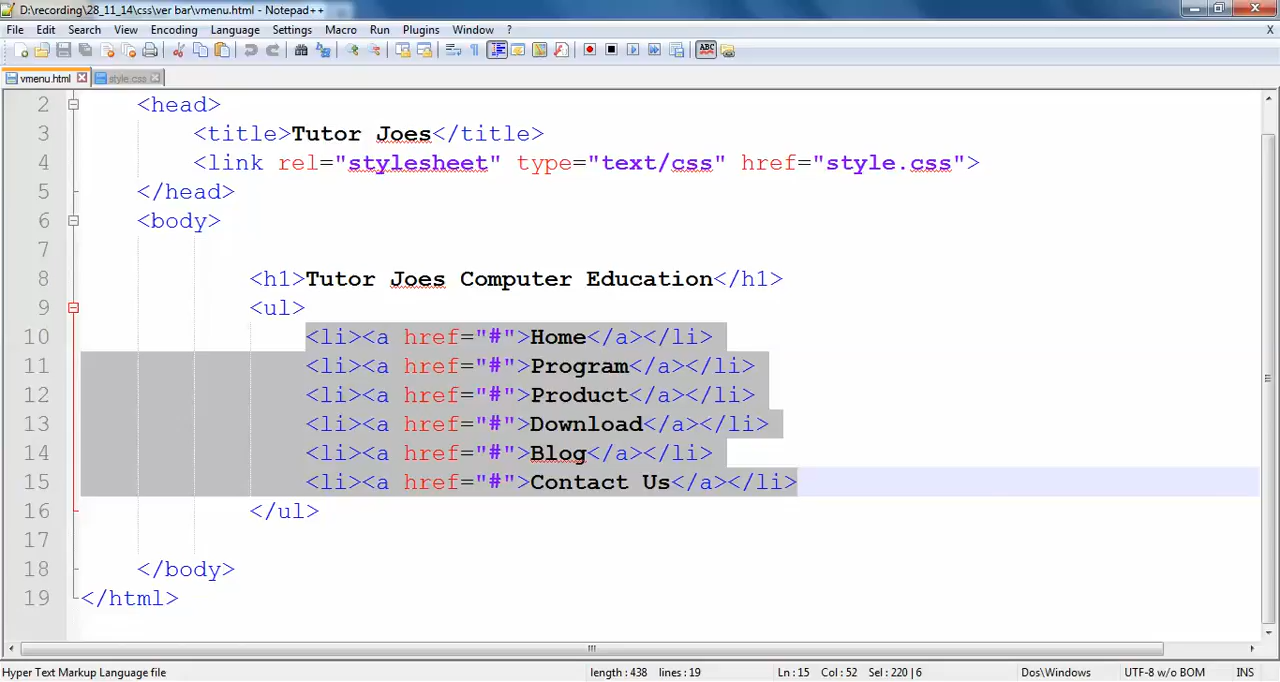 D:\recording\28_11_14\css\ver bar\vmenu.html - Notepad++
File Edit Search View Encoding Language Settings Macro Run Plugins Window ? X
ABC
vmenu.html style.css
2 <head>
3 <title>Tutor Joes</title>
4 <link rel="stylesheet" type="text/css" href="style.css">
5 </head>
6 <body>
7
8 <h1>Tutor Joes Computer Education</h1>
9 <ul>
10 <li><a href="#">Home</a></li>
11 <li><a href="#">Program</a></li>
12 <li><a href="#">Product</a></li>
13 <li><a href="#">Download</a></li>
14 <li><a href="#">Blog</a></li>
15 <li><a href="#">Contact Us</a></li>
16 </ul>
17
18 </body>
19 </html>
Hyper Text Markup Language file length : 438 lines : 19 Ln : 15 Col : 52 Sel : 220 | 6 Dos\Windows UTF-8 w/o BOM INS